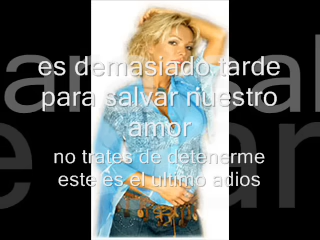 es demasiado tarde
para salvar nuestro
amor
no trates de detenerme
este es el ultimo adios